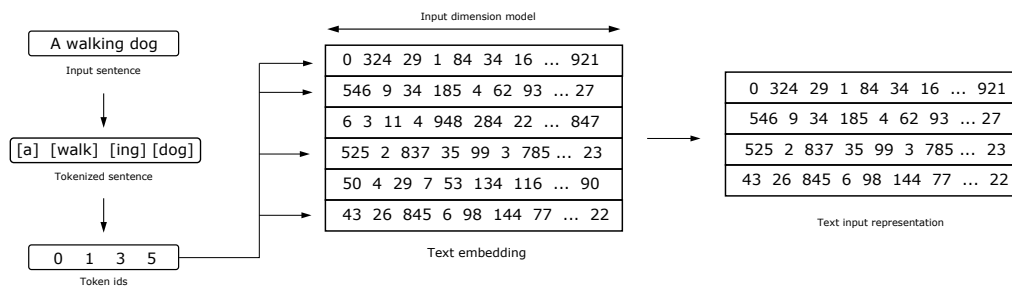 A walking dog
Input sentence
[a] [walk] [ing] [dog]
Tokenized sentence
0 1 3 5
Token ids
Input dimension model
0 324 29 1 84 34 16 ... 921
546 9 34 185 4 62 93 ... 27
6 3 11 4 948 284 22 ... 847
525 2 837 35 99 3 785 ... 23
50 4 29 7 53 134 116 ... 90
43 26 845 6 98 144 77 ... 22
Text embedding
0 324 29 1 84 34 16 ... 921
546 9 34 185 4 62 93 ... 27
525 2 837 35 99 3 785 ... 23
43 26 845 6 98 144 77 ... 22
Text input representation